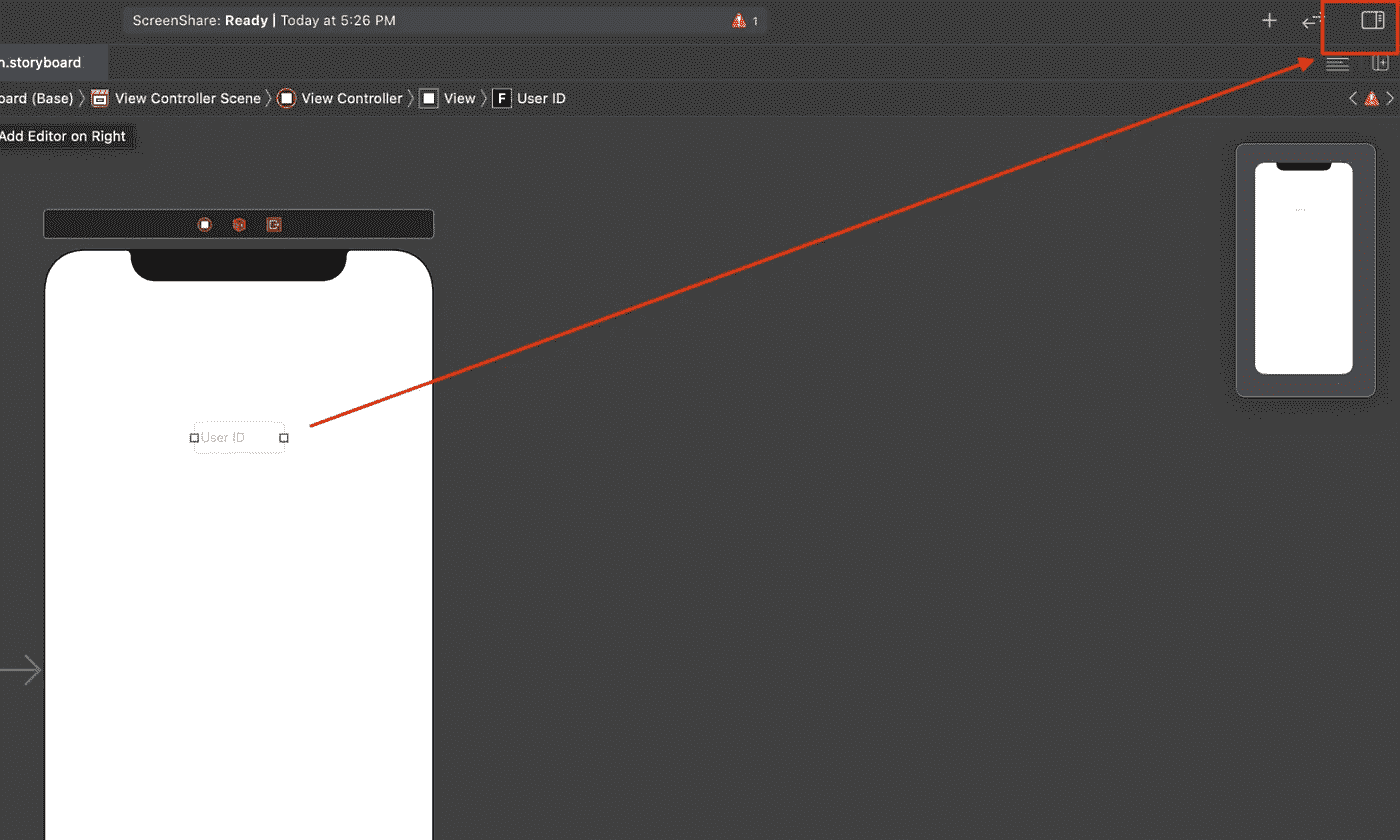 ScreenShare: Ready | Today at 5:26 PM 1
n.storyboard
oard (Base) View Controller Scene View Controller View F User ID
Add Editor on Right
User ID